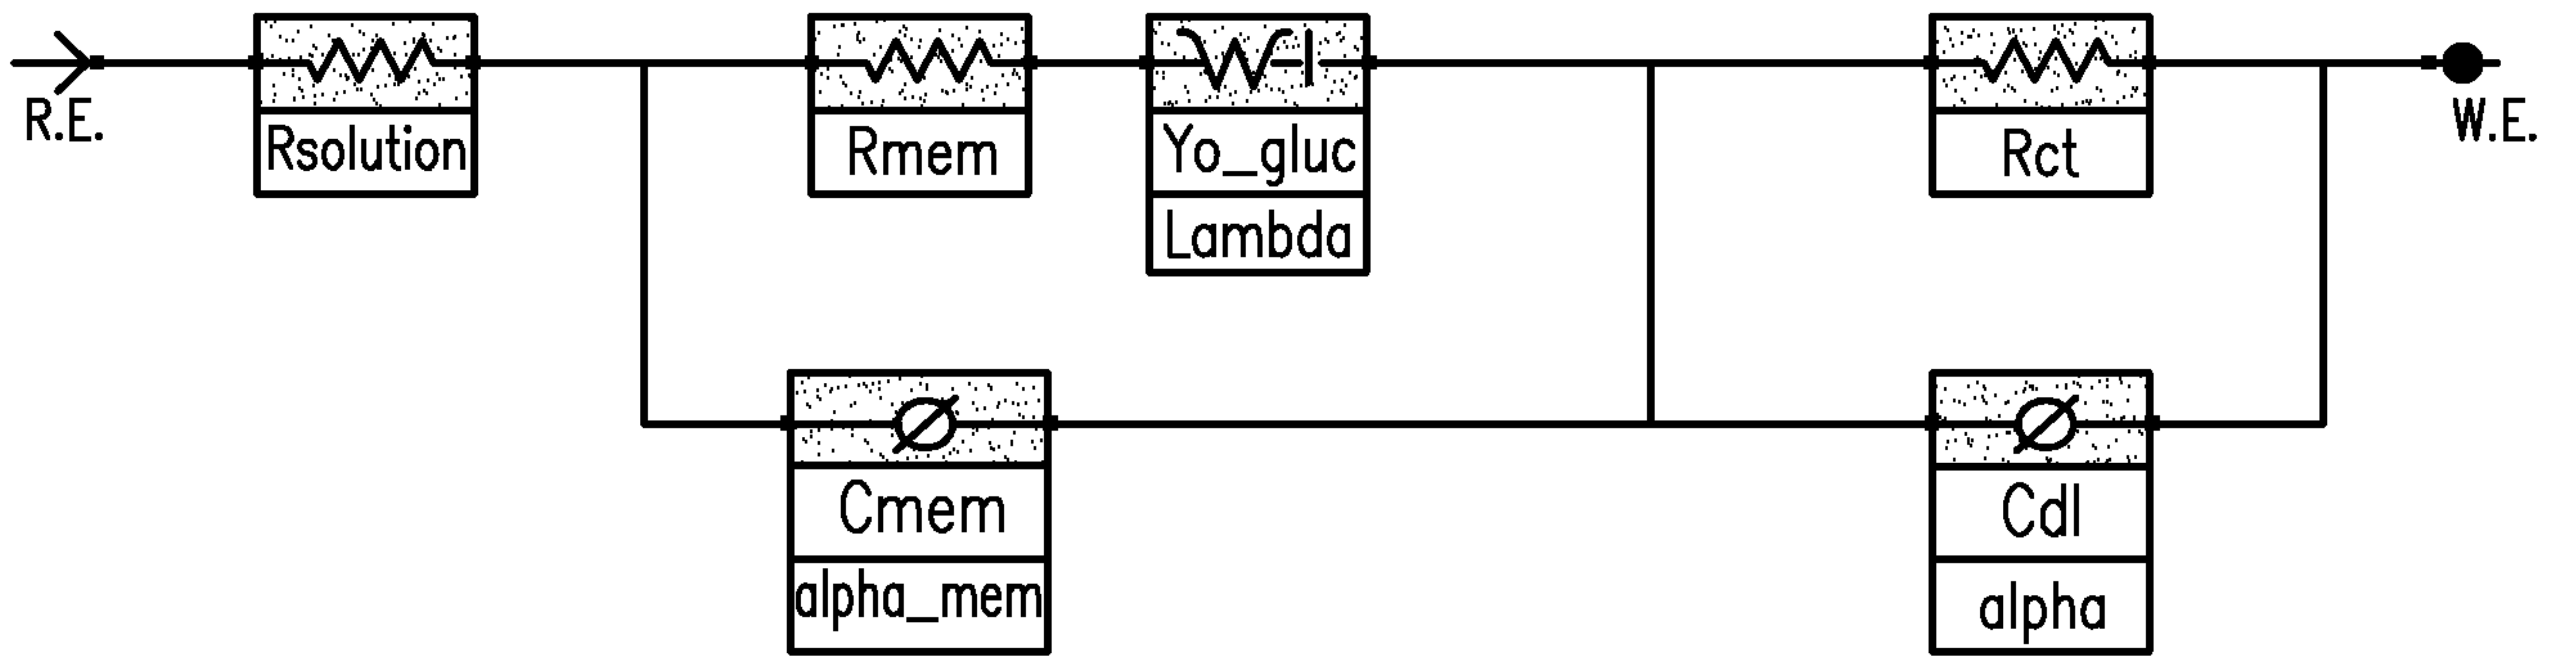 R.E.
Rsolution
Rmem
Yo_gluc
Lambda
Rct
W.E.
Cmem
alpha_mem
Cdl
alpha